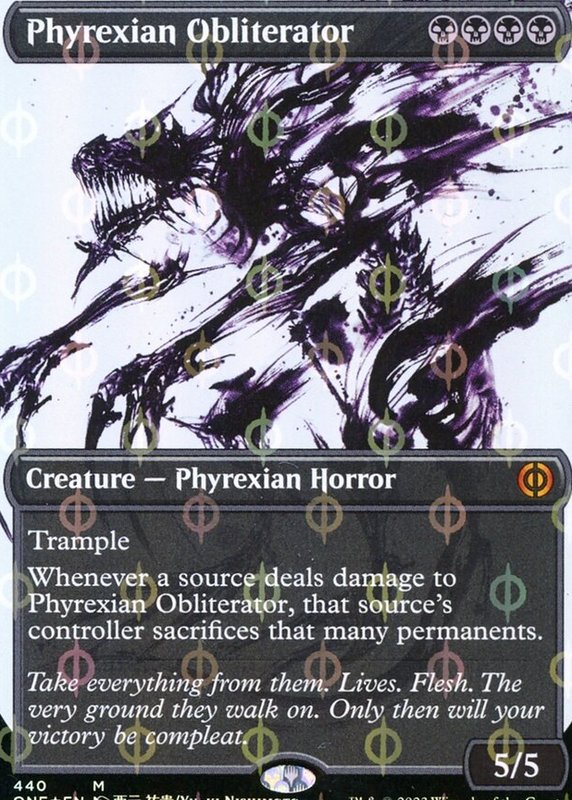 Phyrexian Obliterator
Creature — Phyrexian Horror
Trample
Whenever a source deals damage to
Phyrexian Obliterator, that source's
controller sacrifices that many permanents.
Take everything from them. Lives. Flesh. The
very ground they walk on. Only then will your
victory be compleat.
5/5
440 M